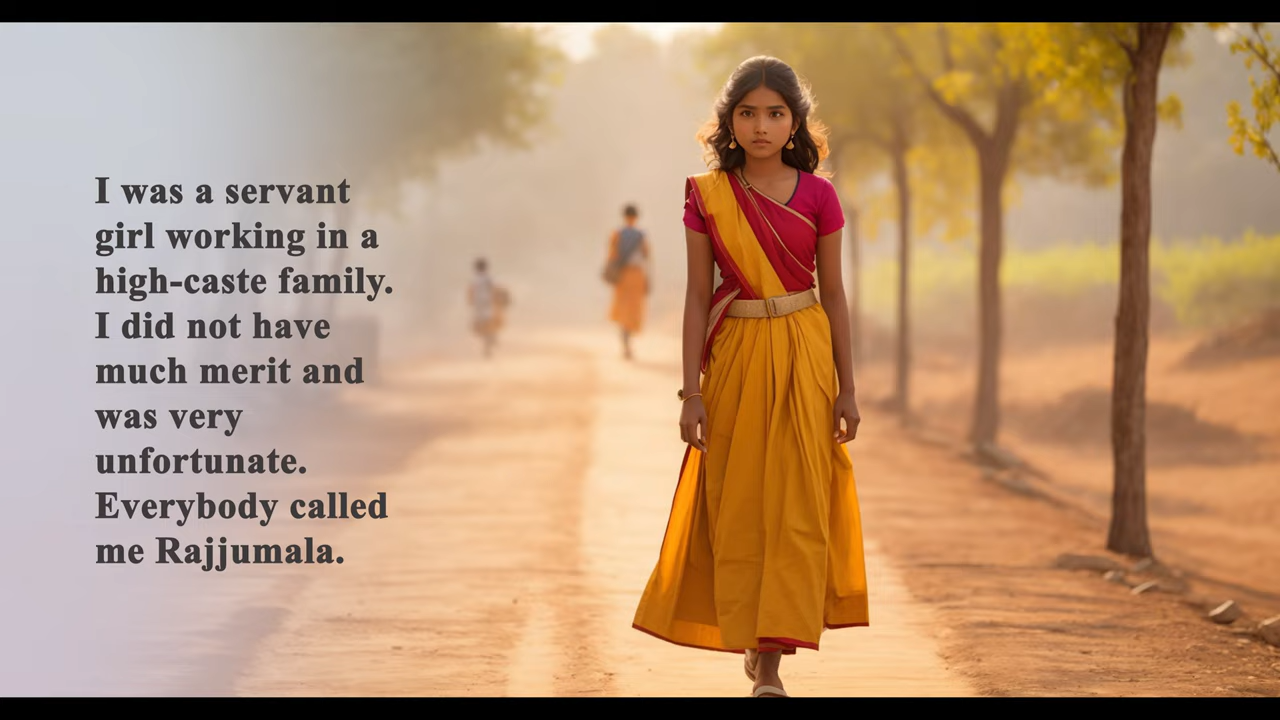 I was a servant
girl working in a
high-caste family.
I did not have
much merit and
was very
unfortunate.
Everybody called
me Rajjumala.